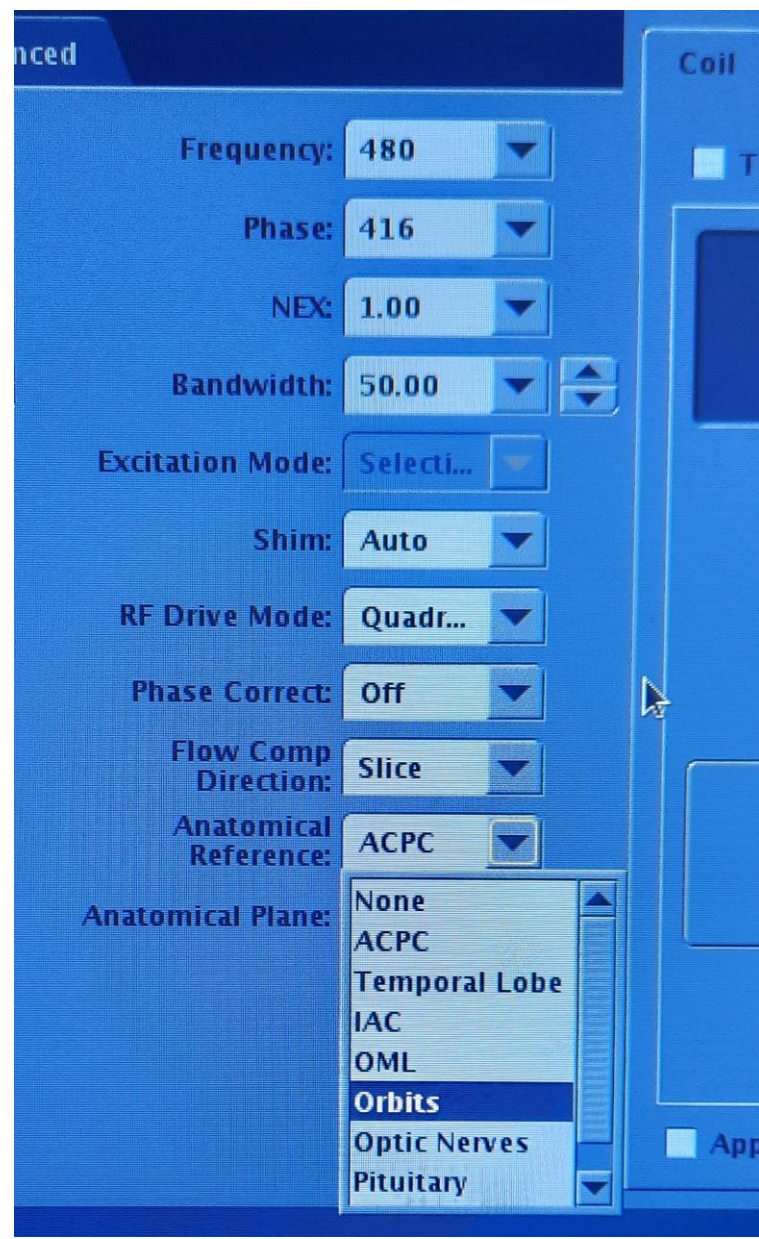 nced
Coil
Frequency: 480
T
Phase: 416
NEX: 1.00
Bandwidth: 50.00
Excitation Mode: Selecti...
Shim: Auto
RF Drive Mode: Quadr...
Phase Correct: Off
Flow Comp
Direction: Slice
Anatomical
Reference: ACPC
Anatomical Plane:
None
ACPC
Temporal Lobe
IAC
OML
Orbits
Optic Nerves
App
Pituitary